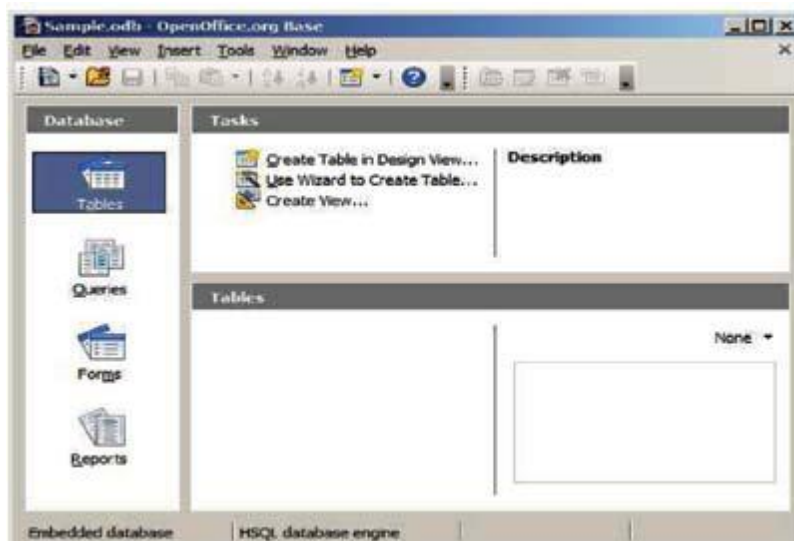 Sample.odb - OpenOffice.org Base
File Edit View Insert Tools Window Help
Database
Tables
Queries
Forms
Reports
Tasks
Create Table in Design View...
Use Wizard to Create Table...
Create View...
Description
Tables
None
Embedded database HSQL database engine